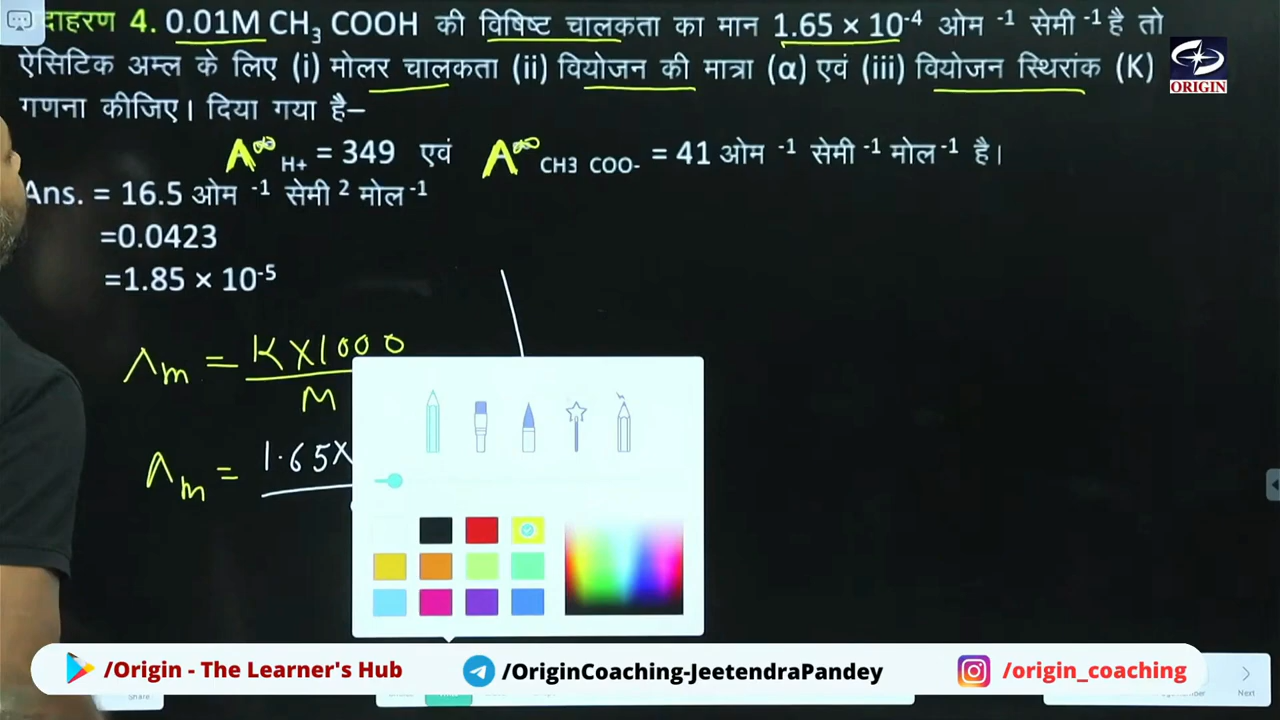 दाहरण 4. 0.01M CH3 COOH की विषिष्ट चालकता का मान 1.65 × 10-4 ओम -1 सेमी -1 है तो
ऐसिटिक अम्ल के लिए (i) मोलर चालकता (ii) वियोजन की मात्रा (α) एवं (iii) वियोजन स्थिरांक (K)
गणना कीजिए। दिया गया है–
Λ∞ H+ = 349 एवं Λ∞ CH3 COO- = 41 ओम -1 सेमी -1 मोल-1 है।
Ans. = 16.5 ओम -1 सेमी 2 मोल-1
=0.0423
=1.85 × 10-5
Λm = K×1000
M
Λm = 1.65×
ORIGIN
/Origin - The Learner's Hub
/OriginCoaching-JeetendraPandey
/origin_coaching
Share
Next